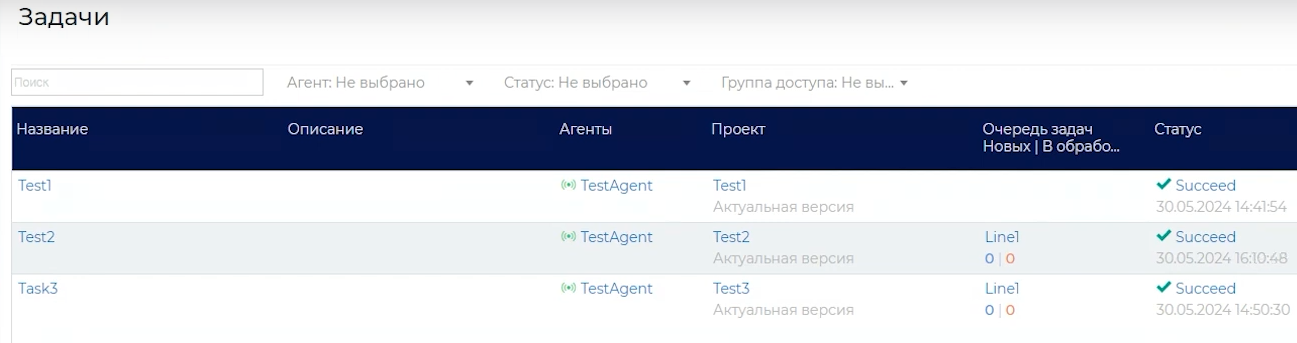 Задачи
Поиск Агент: Не выбрано Статус: Не выбрано Группа доступа: Не вы...
Название Описание Агенты Проект Очередь задач Статус
Новых | В обрабо...
Test1 TestAgent Test1 Succeed
Актуальная версия 30.05.2024 14:41:54
Test2 TestAgent Test2 Line1 Succeed
Актуальная версия 0 | 0 30.05.2024 16:10:48
Task3 TestAgent Test3 Line1 Succeed
Актуальная версия 0 | 0 30.05.2024 14:50:30